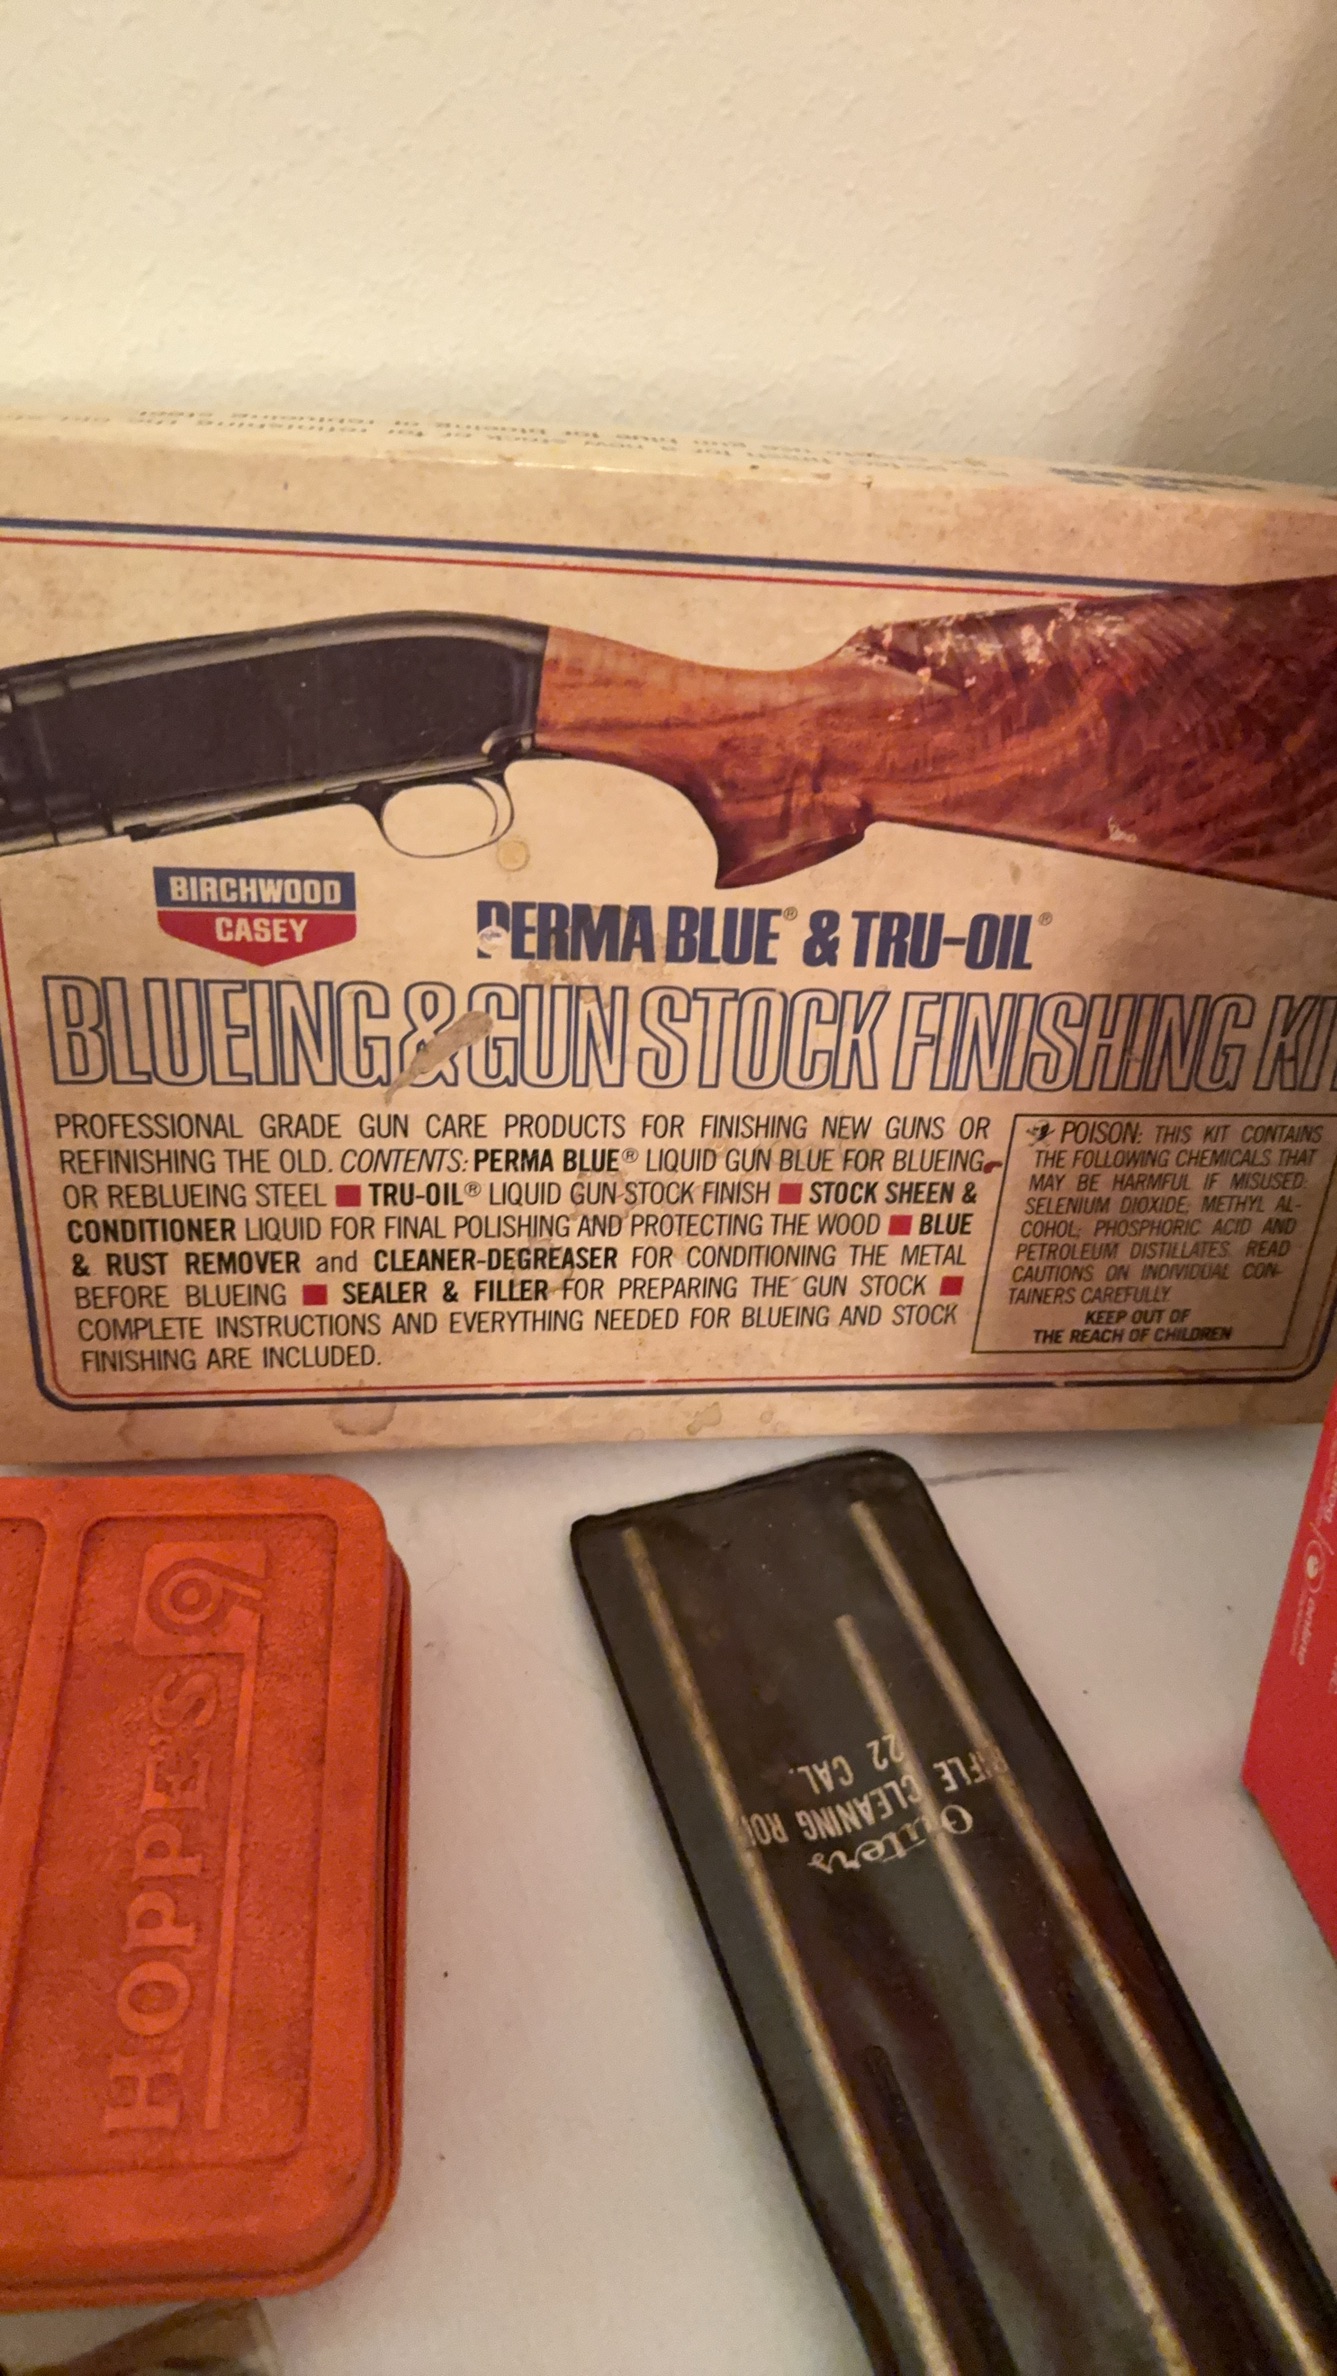 BIRCHWOOD
CASEY
PERMA BLUE® & TRU-OIL®
BLUEING & GUN STOCK FINISHING
PROFESSIONAL GRADE GUN CARE PRODUCTS FOR FINISHING NEW GUNS OR
REFINISHING THE OLD. CONTENTS: PERMA BLUE® LIQUID GUN BLUE FOR BLUEING
OR REBLUEING STEEL ■ TRU-OIL® LIQUID GUN STOCK FINISH ■ STOCK SHEEN &
CONDITIONER LIQUID FOR FINAL POLISHING AND PROTECTING THE WOOD ■ BLUE
& RUST REMOVER and CLEANER-DEGREASER FOR CONDITIONING THE METAL
BEFORE BLUEING ■ SEALER & FILLER FOR PREPARING THE GUN STOCK ■
COMPLETE INSTRUCTIONS AND EVERYTHING NEEDED FOR BLUEING AND STOCK
FINISHING ARE INCLUDED.
POISON: THIS KIT CONTAINS
THE FOLLOWING CHEMICALS THAT
MAY BE HARMFUL IF MISUSED:
SELENIUM DIOXIDE; METHYL AL-
COHOL; PHOSPHORIC ACID AND
PETROLEUM DISTILLATES. READ
CAUTIONS ON INDIVIDUAL CON-
TAINERS CAREFULLY.
KEEP OUT OF
THE REACH OF CHILDREN
HOPPE'S 9
Outers
RIFLE CLEANING ROD
22 CAL.